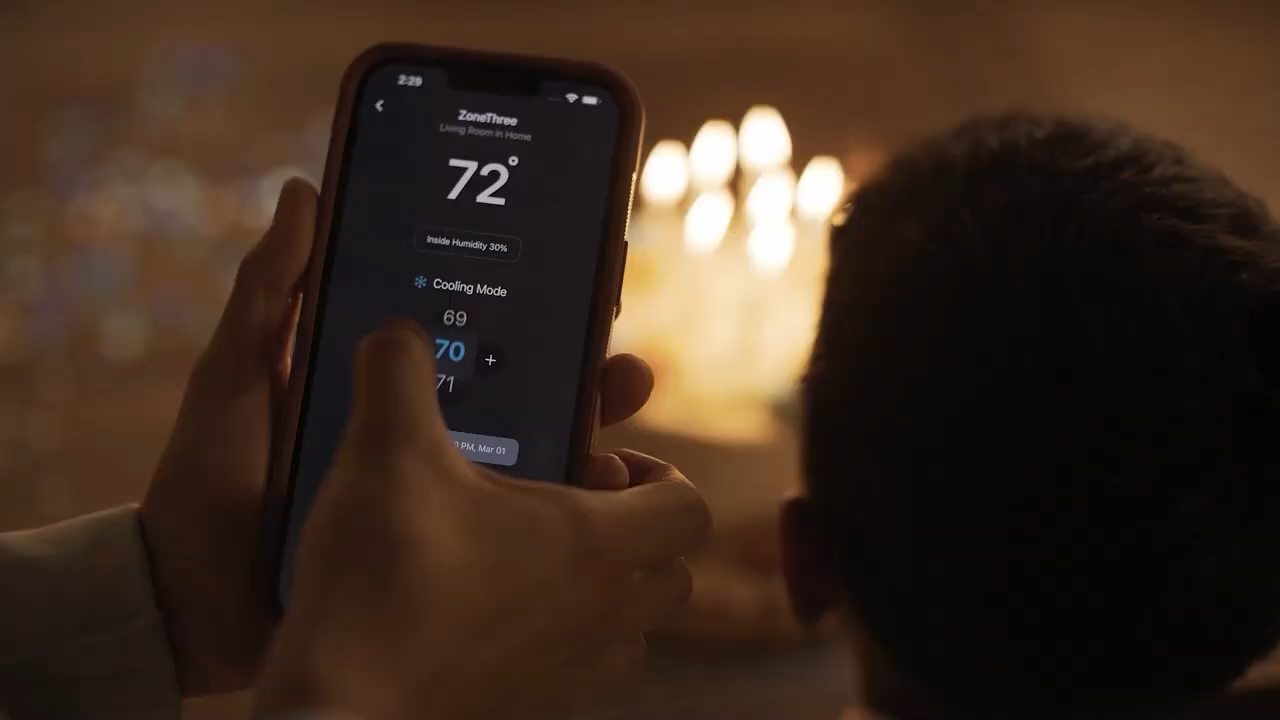 2:29
ZoneThree
Living Room in Home
72°
Inside Humidity 30%
Cooling Mode
69
70 +
71
PM, Mar 01